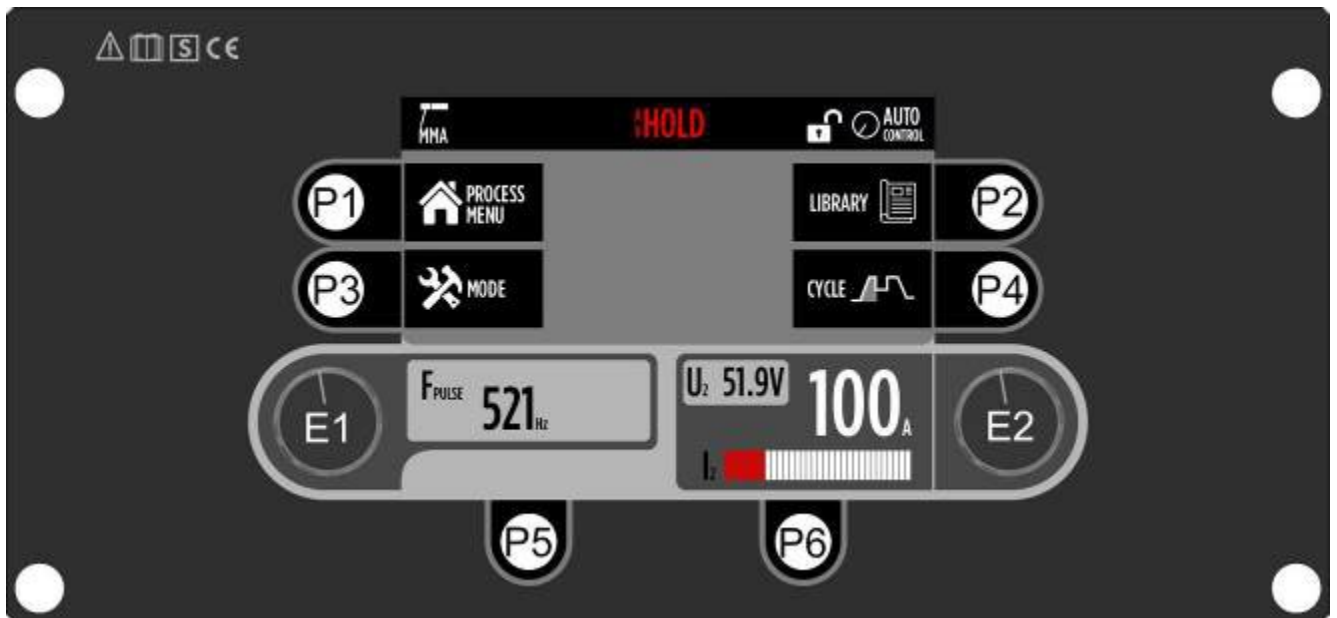 S CE
MMA
HOLD
AUTO
CONTROL
P1
PROCESS
MENU
LIBRARY
P2
P3
MODE
CYCLE
P4
E1
FPULSE 521Hz
U2 51.9V
100A
I2
E2
P5
P6